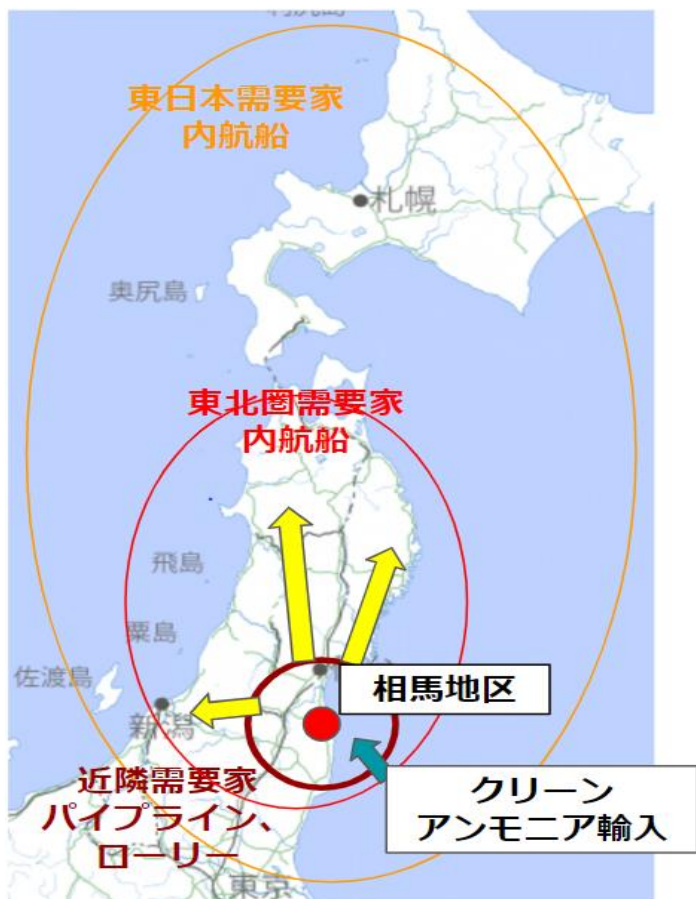 東日本需要家
内航船
札幌
奥尻島
東北圏需要家
内航船
飛島
粟島
佐渡島
新潟
相馬地区
近隣需要家
パイプライン、
ローリー
クリーン
アンモニア輸入
東京